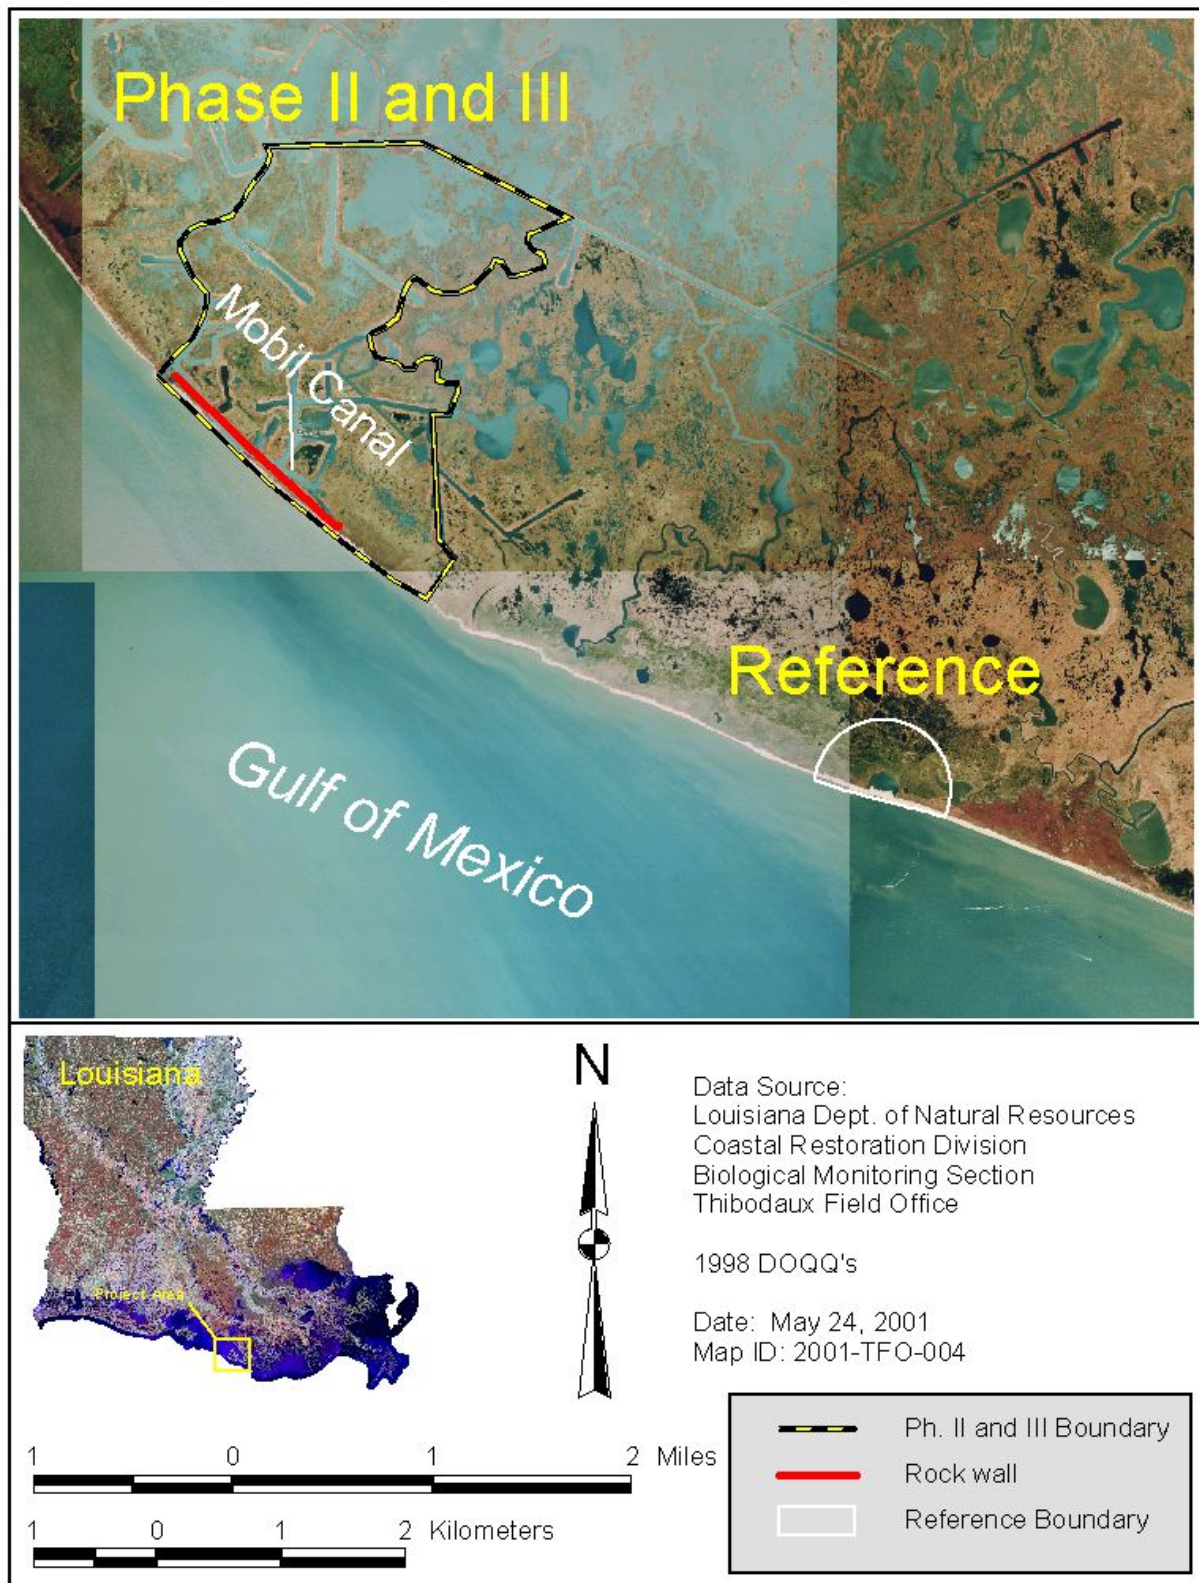 Phase II and III
Mobil Canal
Reference
Gulf of Mexico
Louisiana
Project Area
N
Data Source:
Louisiana Dept. of Natural Resources
Coastal Restoration Division
Biological Monitoring Section
Thibodaux Field Office
1998 DOQQ's
Date: May 24, 2001
Map ID: 2001-TFO-004
1 0 1 2 Miles
1 0 1 2 Kilometers
Ph. II and III Boundary
Rock wall
Reference Boundary